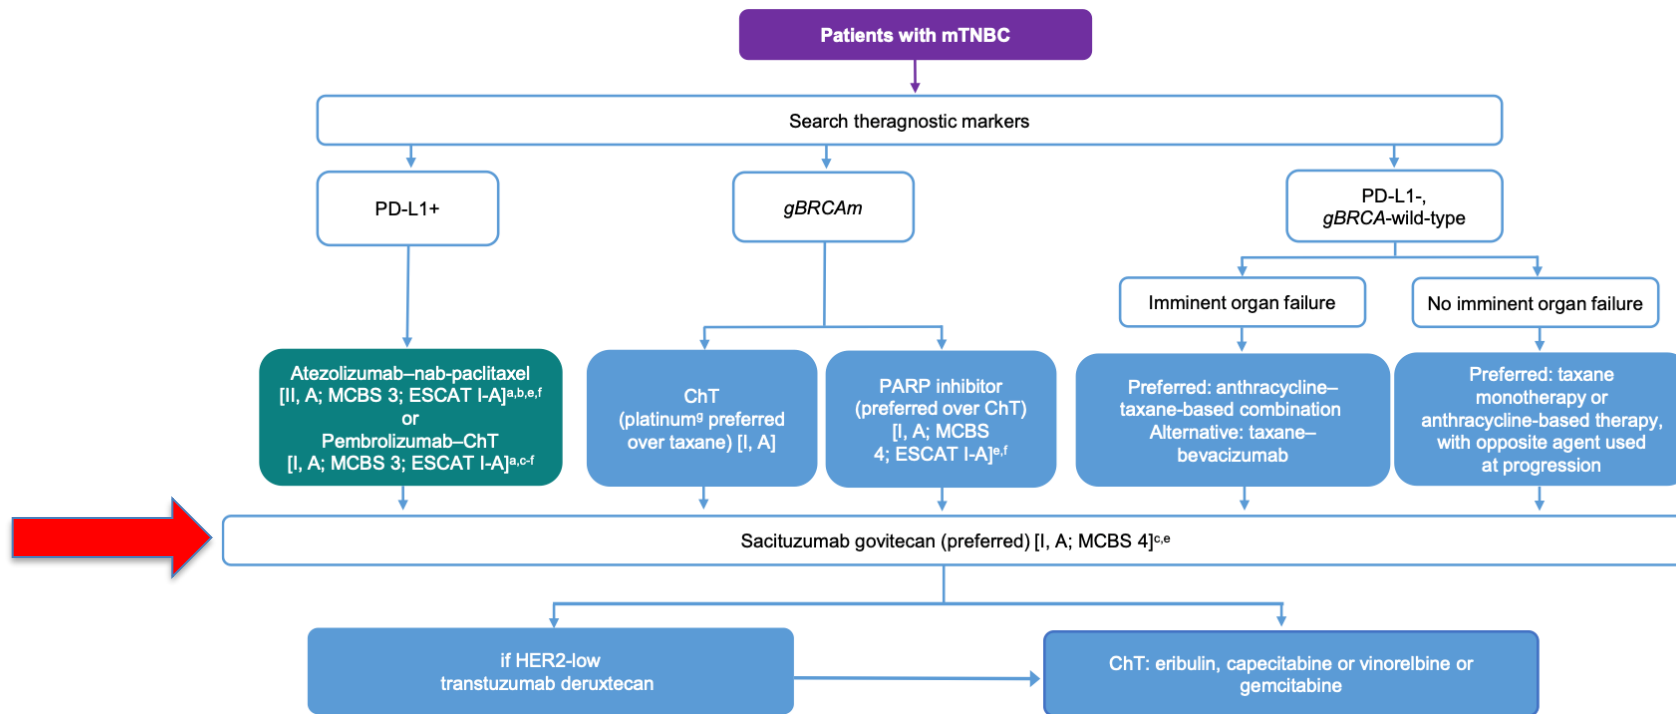 Patients with mTNBC
Search theragnostic markers
PD-L1+
gBRCAm
PD-L1-,
gBRCA-wild-type
Imminent organ failure
No imminent organ failure
Atezolizumab–nab-paclitaxel
[II, A; MCBS 3; ESCAT I-A]a,b,e,f
or
Pembrolizumab–ChT
[I, A; MCBS 3; ESCAT I-A]a,c-f
ChT
(platinumg preferred
over taxane) [I, A]
PARP inhibitor
(preferred over ChT)
[I, A; MCBS
4; ESCAT I-A]e,f
Preferred: anthracycline–
taxane-based combination
Alternative: taxane–
bevacizumab
Preferred: taxane
monotherapy or
anthracycline-based therapy,
with opposite agent used
at progression
Sacituzumab govitecan (preferred) [I, A; MCBS 4]c,e
if HER2-low
transtuzumab deruxtecan
ChT: eribulin, capecitabine or vinorelbine or
gemcitabine